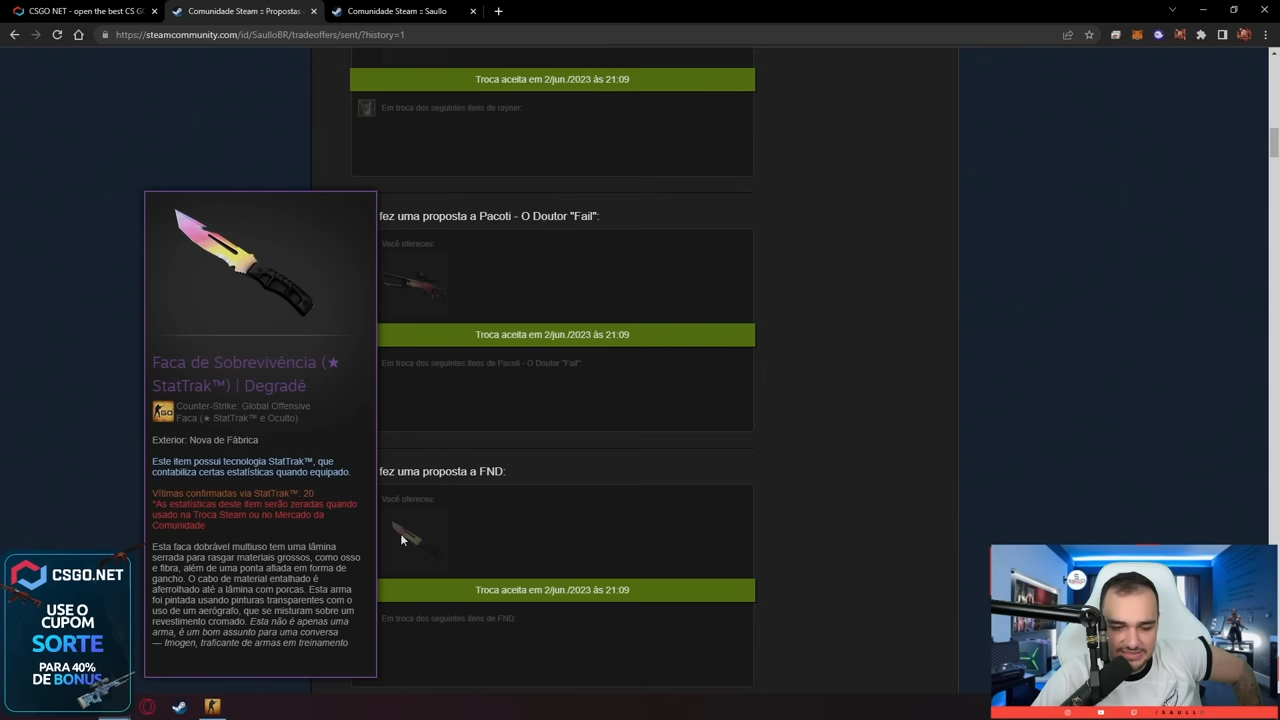 CSGO NET - open the best CS GO
Comunidade Steam :: Propostas
Comunidade Steam :: Saullo
https://steamcommunity.com/id/SaulloBR/tradeoffers/sent/?history=1
Troca aceita em 2/jun./2023 às 21:09
Em troca dos seguintes itens de rayner:
fez uma proposta a Pacoti - O Doutor "Fail":
Você ofereceu:
Troca aceita em 2/jun./2023 às 21:09
Em troca dos seguintes itens de Pacoti - O Doutor "Fail":
fez uma proposta a FND:
Você ofereceu:
Troca aceita em 2/jun./2023 às 21:09
Em troca dos seguintes itens de FND:
Faca de Sobrevivência (★
StatTrak™) | Degradê
Counter-Strike: Global Offensive
Faca (★ StatTrak™ e Oculto)
Exterior: Nova de Fábrica
Este item possui tecnologia StatTrak™, que
contabiliza certas estatísticas quando equipado.
Vítimas confirmadas via StatTrak™: 20
*As estatísticas deste item serão zeradas quando
usado na Troca Steam ou no Mercado da
Comunidade
Esta faca dobrável multiuso tem uma lâmina
serrada para rasgar materiais grossos, como osso
e fibra, além de uma ponta afiada em forma de
gancho. O cabo de material entalhado é
aferrolhado até a lâmina com porcas. Esta arma
foi pintada usando pinturas transparentes com o
uso de um aerógrafo, que se misturam sobre um
revestimento cromado. Esta não é apenas uma
arma, é um bom assunto para uma conversa
— Imogen, traficante de armas em treinamento
CSGO.NET
USE O
CUPOM
SORTE
PARA 40%
DE BONUS